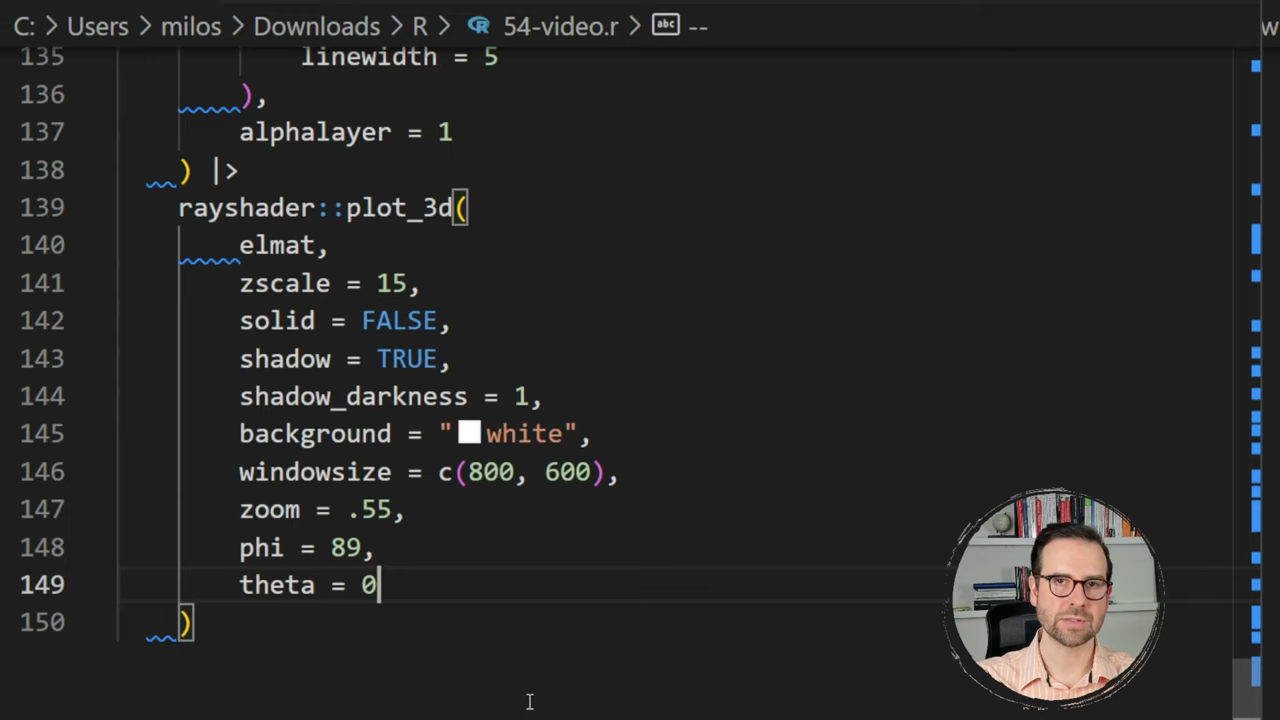 C: > Users > milos > Downloads > R > 54-video.r > abc --
135 linewidth = 5
136 ),
137 alphalayer = 1
138 ) |>
139 rayshader::plot_3d(
140 elmat,
141 zscale = 15,
142 solid = FALSE,
143 shadow = TRUE,
144 shadow_darkness = 1,
145 background = "white",
146 windowsize = c(800, 600),
147 zoom = .55,
148 phi = 89,
149 theta = 0
150 )